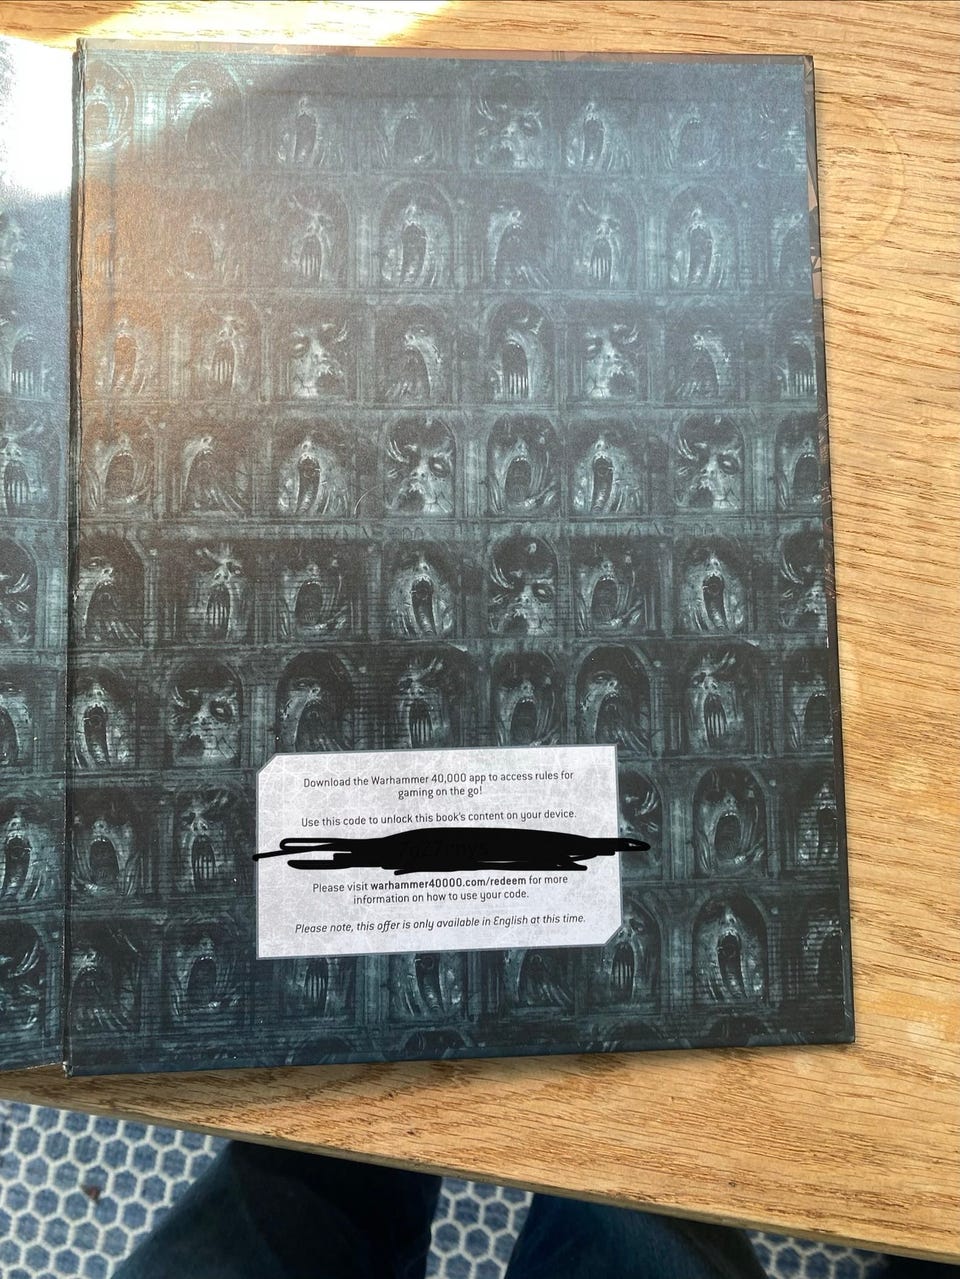 Download the Warhammer 40,000 app to access rules for
gaming on the go!
Use this code to unlock this book's content on your device.
Please visit warhammer40000.com/redeem for more
information on how to use your code.
Please note, this offer is only available in English at this time.